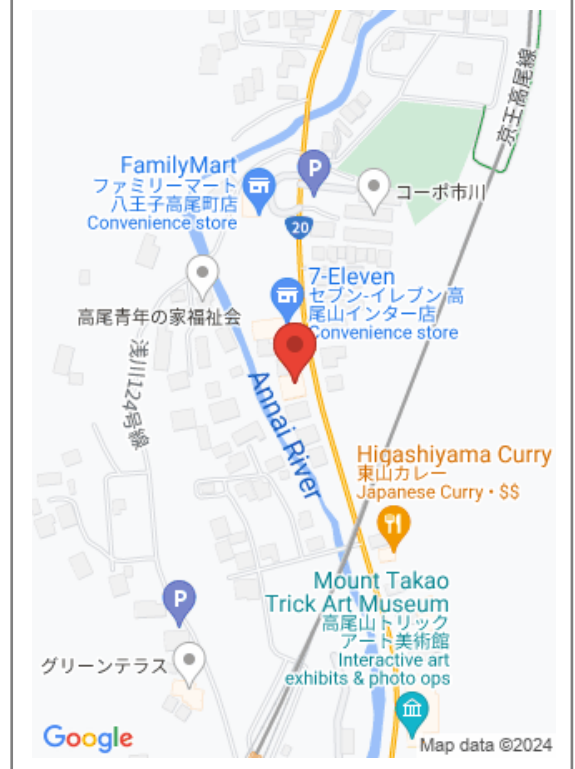 京王高尾線
FamilyMart
ファミリーマート
八王子高尾町店
Convenience store
P
コーポ市川
20
7-Eleven
セブン-イレブン 高
尾山インター店
Convenience store
高尾青年の家福祉会
浅川124号線
Annai River
Higashiyama Curry
東山カレー
Japanese Curry • $$
Mount Takao
Trick Art Museum
高尾山トリック
アート美術館
Interactive art
exhibits & photo ops
P
グリーンテラス
Google
Map data ©2024